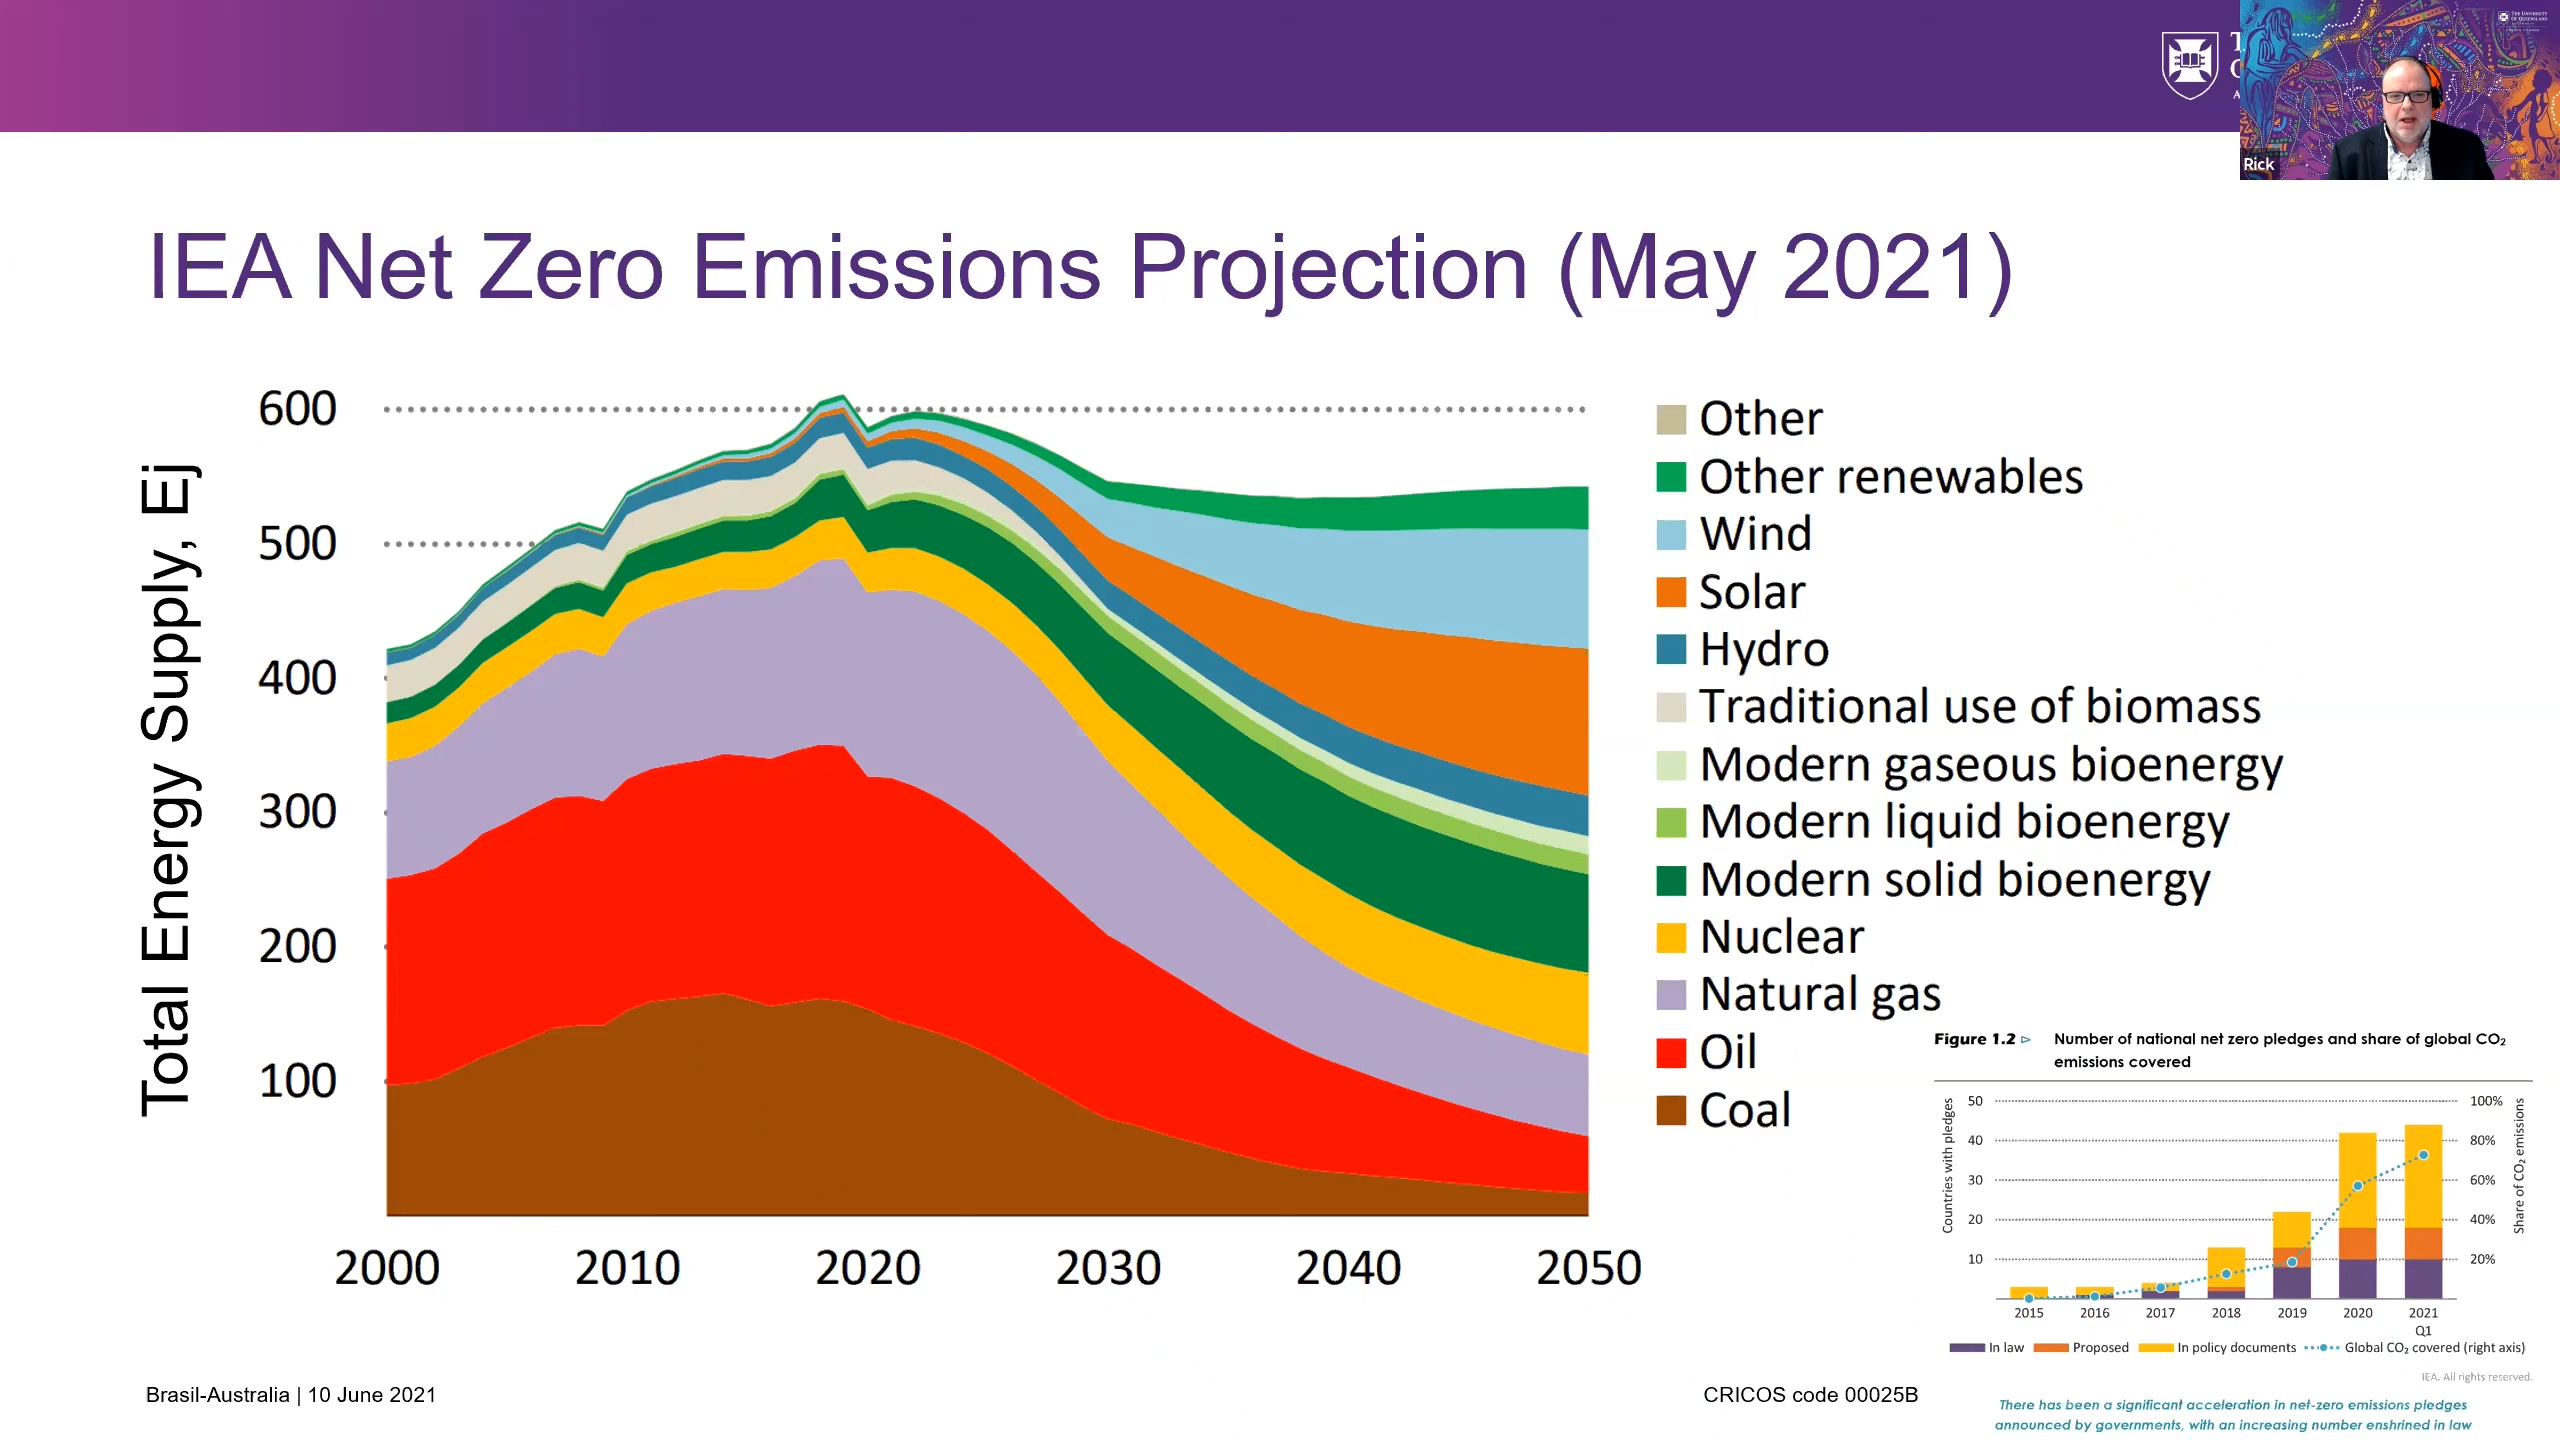 Rick
IEA Net Zero Emissions Projection (May 2021)
Total Energy Supply, Ej
600
500
400
300
200
100
2000 2010 2020 2030 2040 2050
Other
Other renewables
Wind
Solar
Hydro
Traditional use of biomass
Modern gaseous bioenergy
Modern liquid bioenergy
Modern solid bioenergy
Nuclear
Natural gas
Oil
Coal
Figure 1.2 ▷ Number of national net zero pledges and share of global CO₂
emissions covered
Countries with pledges
50
40
30
20
10
100%
80%
60%
40%
20%
Share of CO₂ emissions
2015 2016 2017 2018 2019 2020 2021
Q1
In law Proposed In policy documents Global CO₂ covered (right axis)
IEA. All rights reserved.
There has been a significant acceleration in net-zero emissions pledges
announced by governments, with an increasing number enshrined in law
Brasil-Australia | 10 June 2021
CRICOS code 00025B